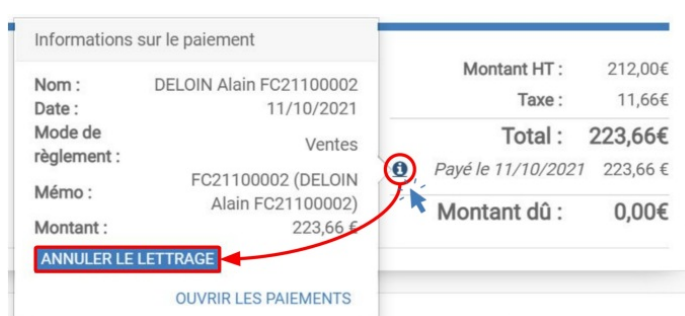 Informations sur le paiement
Nom : DELOIN Alain FC21100002
Date : 11/10/2021
Mode de
règlement : Ventes
Mémo : FC21100002 (DELOIN
Alain FC21100002)
Montant : 223,66 €
ANNULER LE LETTRAGE
OUVRIR LES PAIEMENTS
Montant HT : 212,00€
Taxe : 11,66€
Total : 223,66€
Payé le 11/10/2021 223,66 €
Montant dû : 0,00€